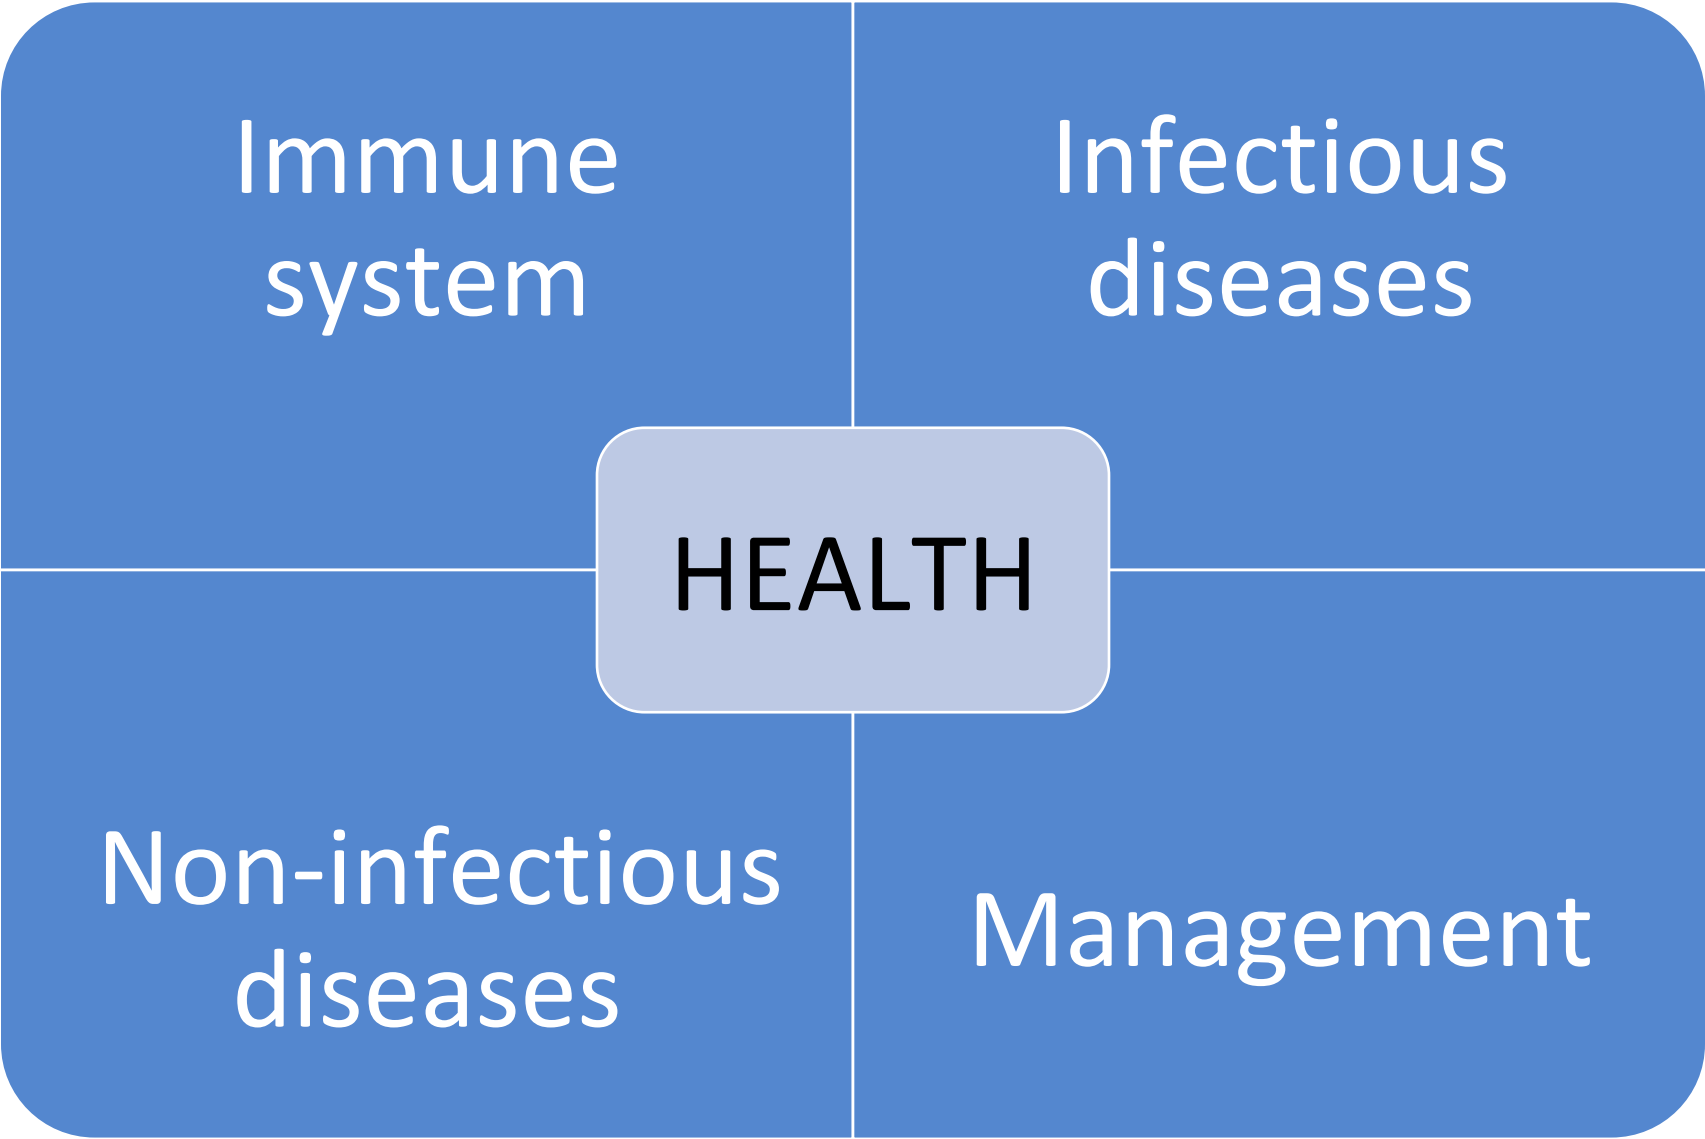 Immune
system
Infectious
diseases
HEALTH
Non-infectious
diseases
Management